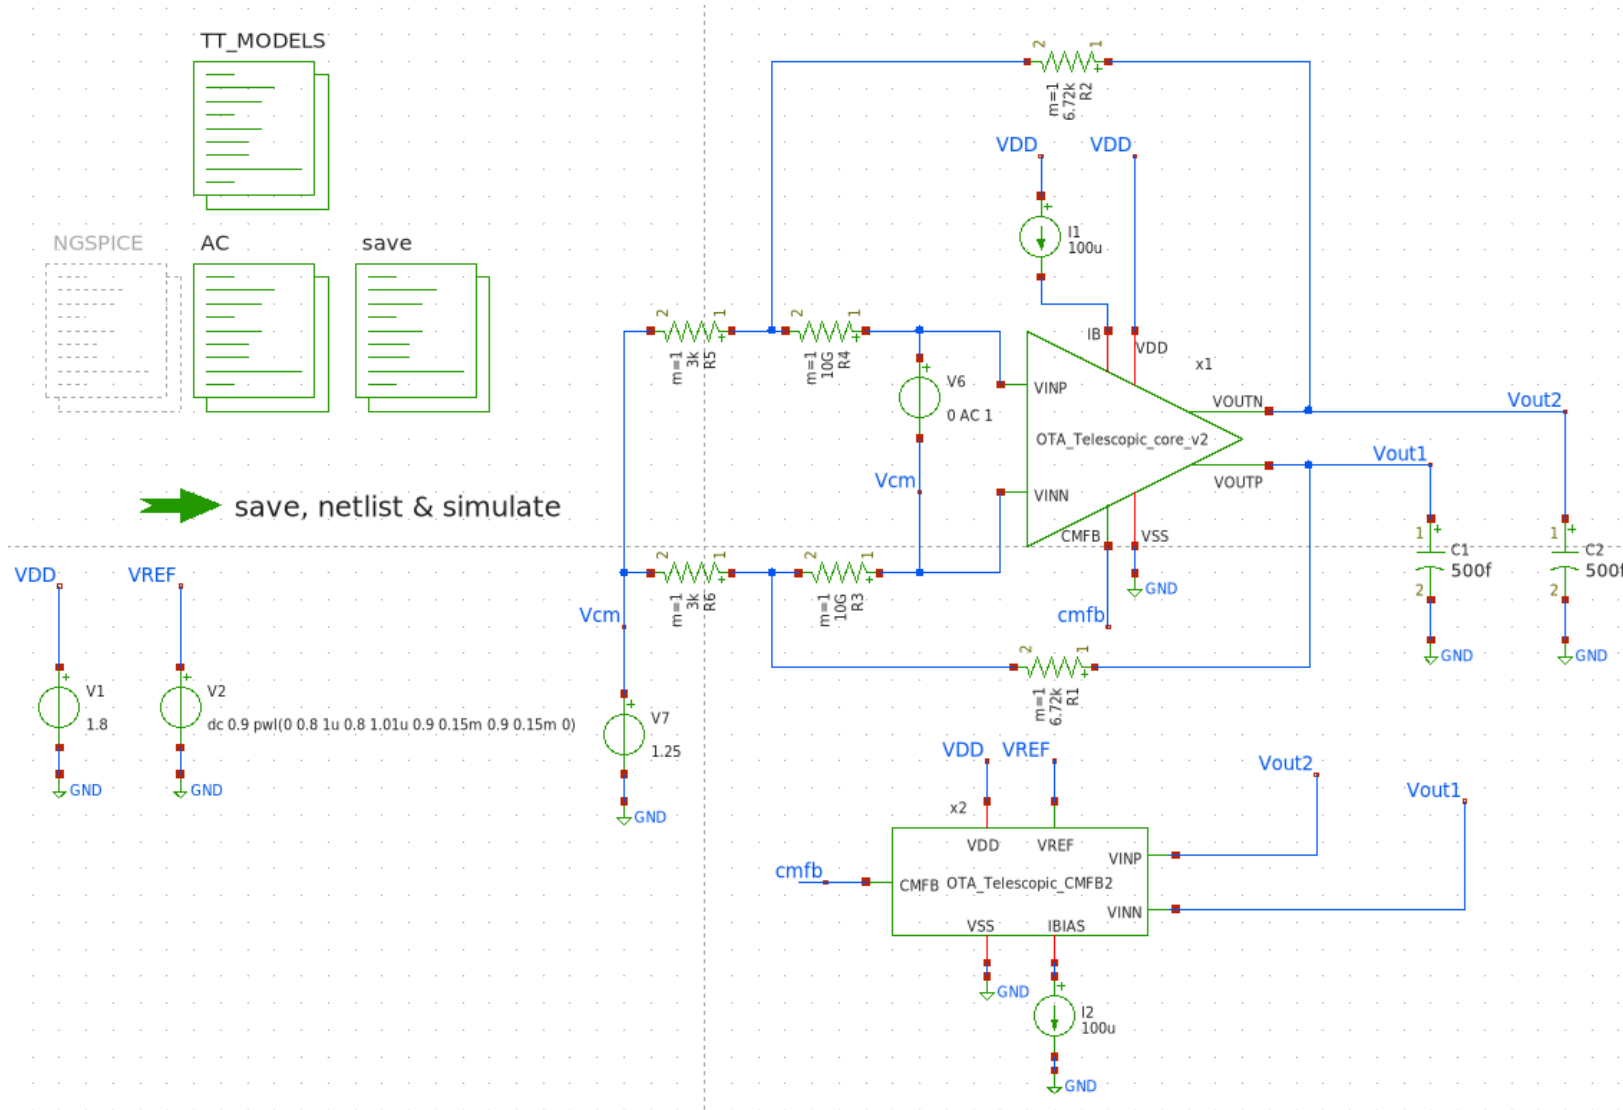 TT_MODELS
NGSPICE
AC
save
save, netlist & simulate
VDD
VREF
+
V1
1.8
GND
+
V2
dc 0.9 pwl(0 0.8 1u 0.8 1.01u 0.9 0.15m 0.9 0.15m 0)
GND
2
1
+
m=1
6.72k
R2
VDD
VDD
+
I1
100u
2
1
+
m=1
3k
R5
2
1
+
m=1
10G
R4
+
V6
0 AC 1
Vcm
IB
VDD
x1
VINP
VOUTN
OTA_Telescopic_core_v2
VINN
VOUTP
CMFB
VSS
GND
cmfb
Vout2
Vout1
1
+
C1
500f
2
GND
1
+
C2
500f
2
GND
2
1
+
m=1
3k
R6
2
1
+
m=1
10G
R3
Vcm
+
V7
1.25
GND
2
1
+
m=1
6.72k
R1
VDD
VREF
x2
VDD
VREF
VINP
CMFB
OTA_Telescopic_CMFB2
VINN
VSS
IBIAS
cmfb
Vout2
Vout1
GND
+
I2
100u
GND